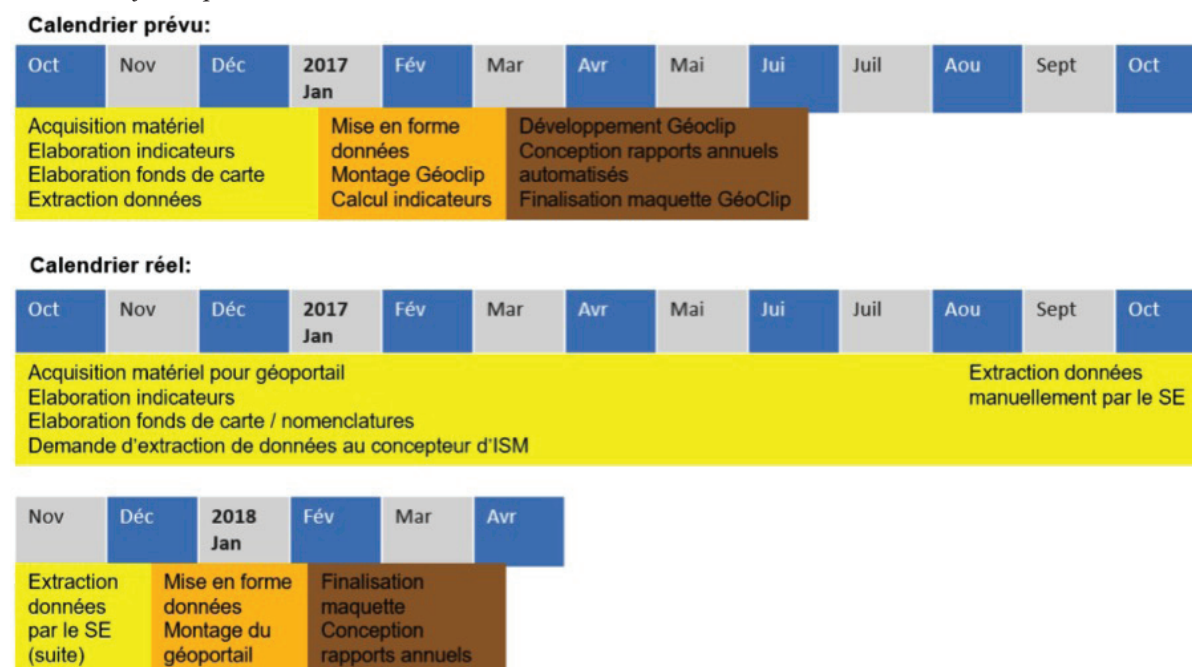 Calendrier prévu:
Oct Nov Déc 2017 Jan Fév Mar Avr Mai Jui Juil Aou Sept Oct
Acquisition matériel
Elaboration indicateurs
Elaboration fonds de carte
Extraction données
Mise en forme
données
Montage Géoclip
Calcul indicateurs
Développement Géoclip
Conception rapports annuels
automatisés
Finalisation maquette GéoClip
Calendrier réel:
Oct Nov Déc 2017 Jan Fév Mar Avr Mai Jui Juil Aou Sept Oct
Acquisition matériel pour géoportail
Elaboration indicateurs
Elaboration fonds de carte / nomenclatures
Demande d'extraction de données au concepteur d'ISM
Extraction données
manuellement par le SE
Nov Déc 2018 Jan Fév Mar Avr
Extraction
données
par le SE
(suite)
Mise en forme
données
Montage du
géoportail
Finalisation
maquette
Conception
rapports annuels